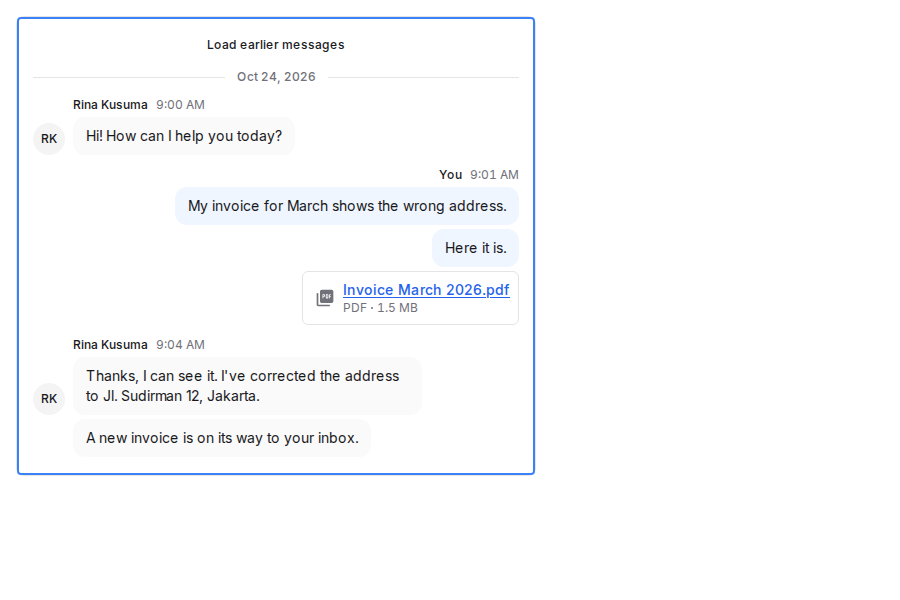 Load earlier messages
Oct 24, 2026
Rina Kusuma 9:00 AM
RK
Hi! How can I help you today?
You 9:01 AM
My invoice for March shows the wrong address.
Here it is.
PDF
Invoice March 2026.pdf
PDF · 1.5 MB
Rina Kusuma 9:04 AM
RK
Thanks, I can see it. I've corrected the address
to Jl. Sudirman 12, Jakarta.
A new invoice is on its way to your inbox.